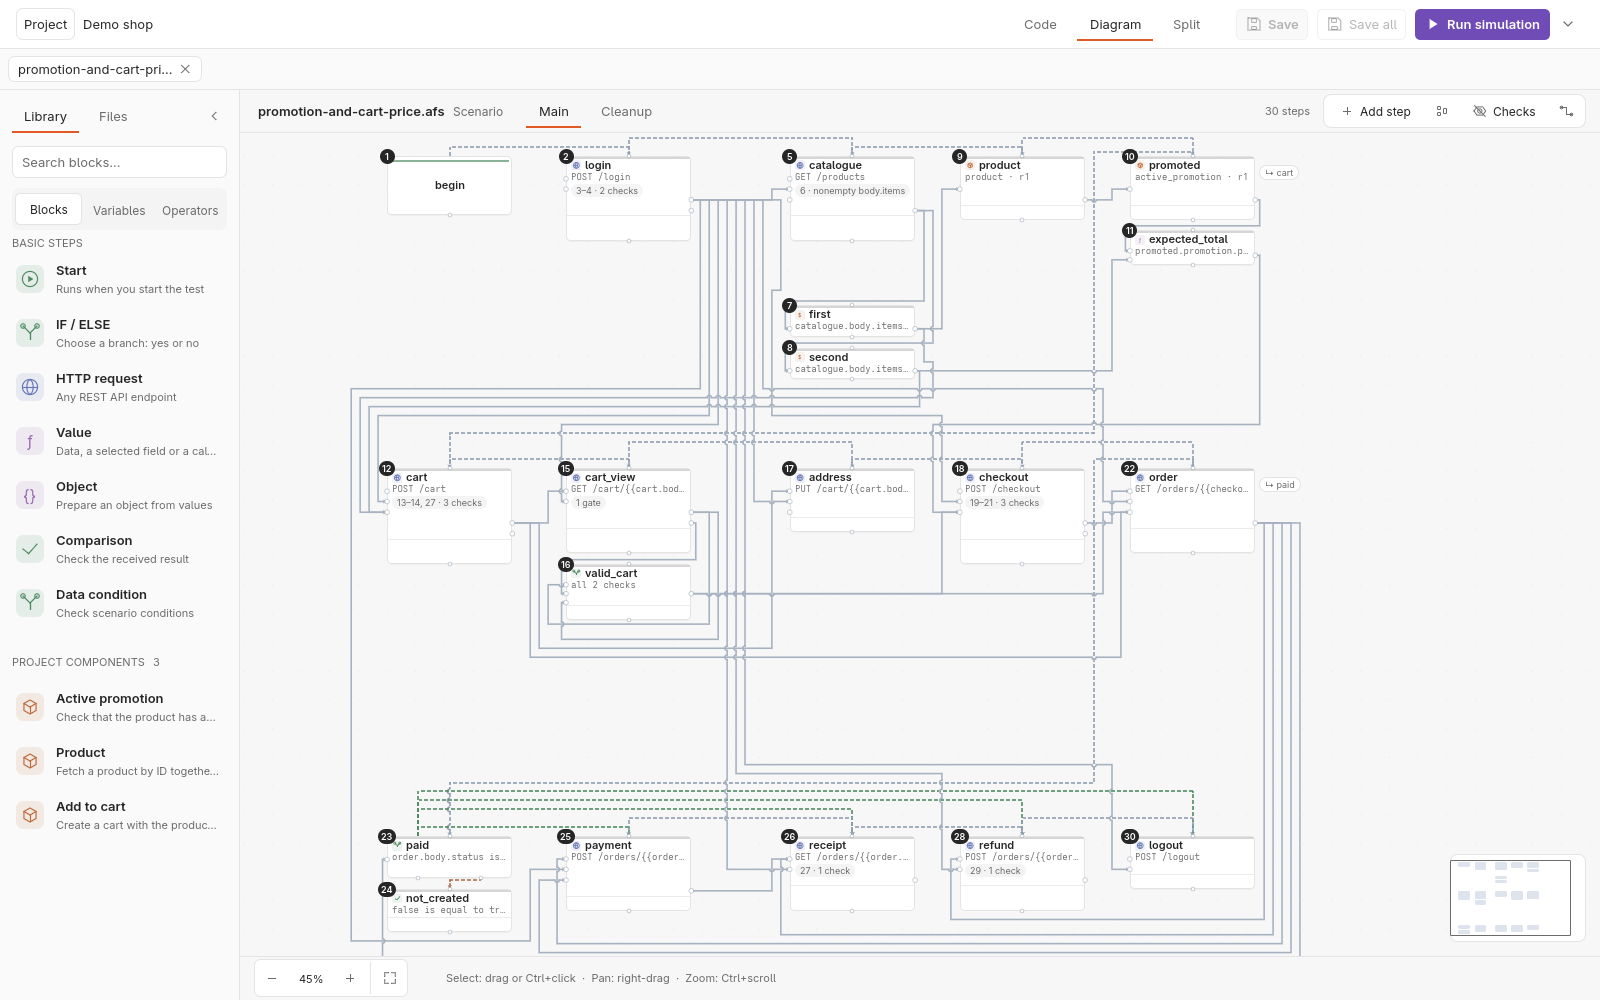 Project Demo shop
Code Diagram Split Save Save all Run simulation
promotion-and-cart-pri...
Library Files
promotion-and-cart-price.afs Scenario Main Cleanup
30 steps Add step Checks
Search blocks...
Blocks Variables Operators
BASIC STEPS
Start
Runs when you start the test
IF / ELSE
Choose a branch: yes or no
HTTP request
Any REST API endpoint
Value
Data, a selected field or a cal...
Object
Prepare an object from values
Comparison
Check the received result
Data condition
Check scenario conditions
PROJECT COMPONENTS 3
Active promotion
Check that the product has a...
Product
Fetch a product by ID togethe...
Add to cart
Create a cart with the produc...
1
begin
2 login
POST /login
3–4 · 2 checks
5 catalogue
GET /products
6 · nonempty body.items
9 product
product · r1
10 promoted
active_promotion · r1
↪ cart
11 expected_total
promoted.promotion.p...
7 first
catalogue.body.items...
8 second
catalogue.body.items...
12 cart
POST /cart
13–14, 27 · 3 checks
15 cart_view
GET /cart/{{cart.bod...
1 gate
16 valid_cart
all 2 checks
17 address
PUT /cart/{{cart.bod...
18 checkout
POST /checkout
19–21 · 3 checks
22 order
GET /orders/{{checko...
↪ paid
23 paid
order.body.status is...
24 not_created
false is equal to tr...
25 payment
POST /orders/{{order...
26 receipt
GET /orders/{{order....
27 · 1 check
28 refund
POST /orders/{{order...
29 · 1 check
30 logout
POST /logout
− 45% +
Select: drag or Ctrl+click · Pan: right-drag · Zoom: Ctrl+scroll